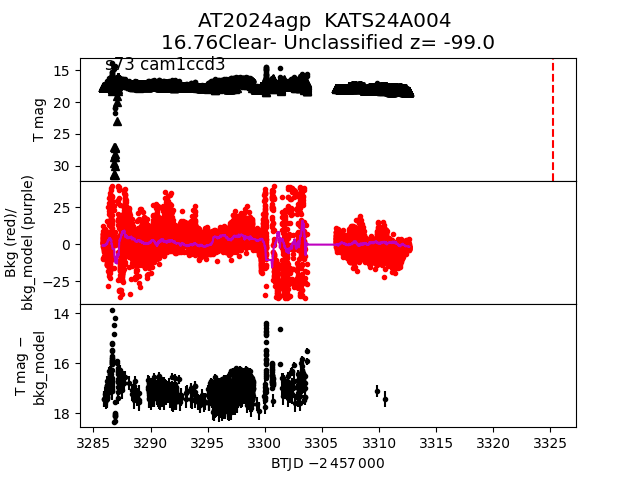 AT2024agp  KATS24A004
16.76Clear- Unclassified z= -99.0
s73 cam1ccd3
15
20
25
30
T mag
25
0
−25
Bkg (red)/
bkg_model (purple)
14
16
18
T mag −
bkg_model
3285 3290 3295 3300 3305 3310 3315 3320 3325
BTJD −2 457 000